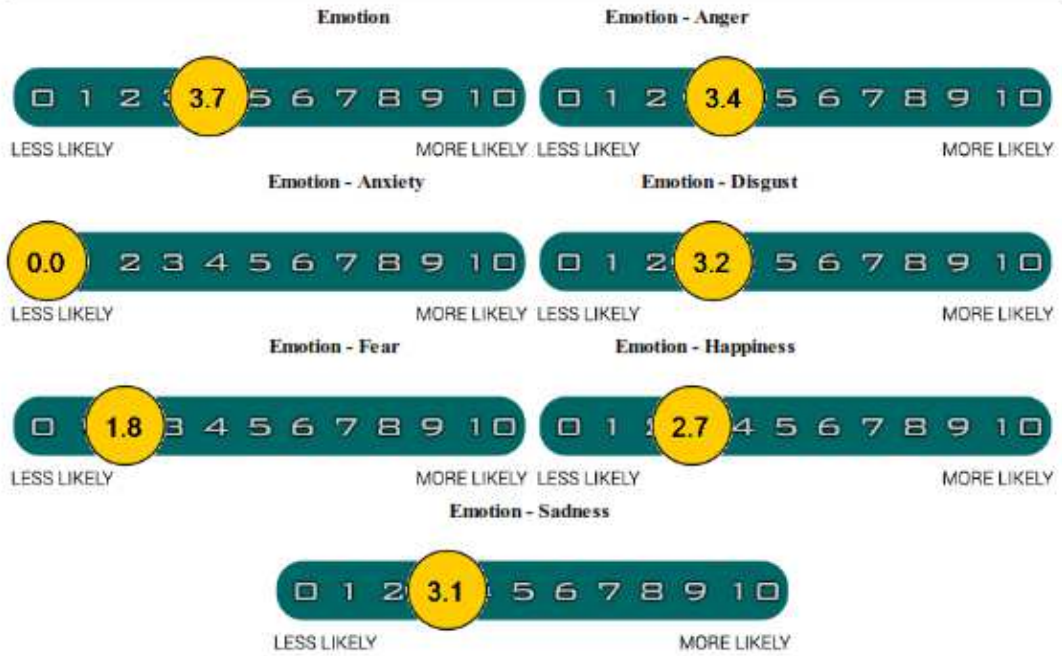 Emotion Emotion - Anger
0 1 2 3.7 5 6 7 8 9 10 0 1 2 3.4 5 6 7 8 9 10
LESS LIKELY MORE LIKELY LESS LIKELY MORE LIKELY
Emotion - Anxiety Emotion - Disgust
0.0 2 3 4 5 6 7 8 9 10 0 1 2 3.2 5 6 7 8 9 10
LESS LIKELY MORE LIKELY LESS LIKELY MORE LIKELY
Emotion - Fear Emotion - Happiness
0 1.8 3 4 5 6 7 8 9 10 0 1 2.7 4 5 6 7 8 9 10
LESS LIKELY MORE LIKELY LESS LIKELY MORE LIKELY
Emotion - Sadness
0 1 2 3.1 5 6 7 8 9 10
LESS LIKELY MORE LIKELY